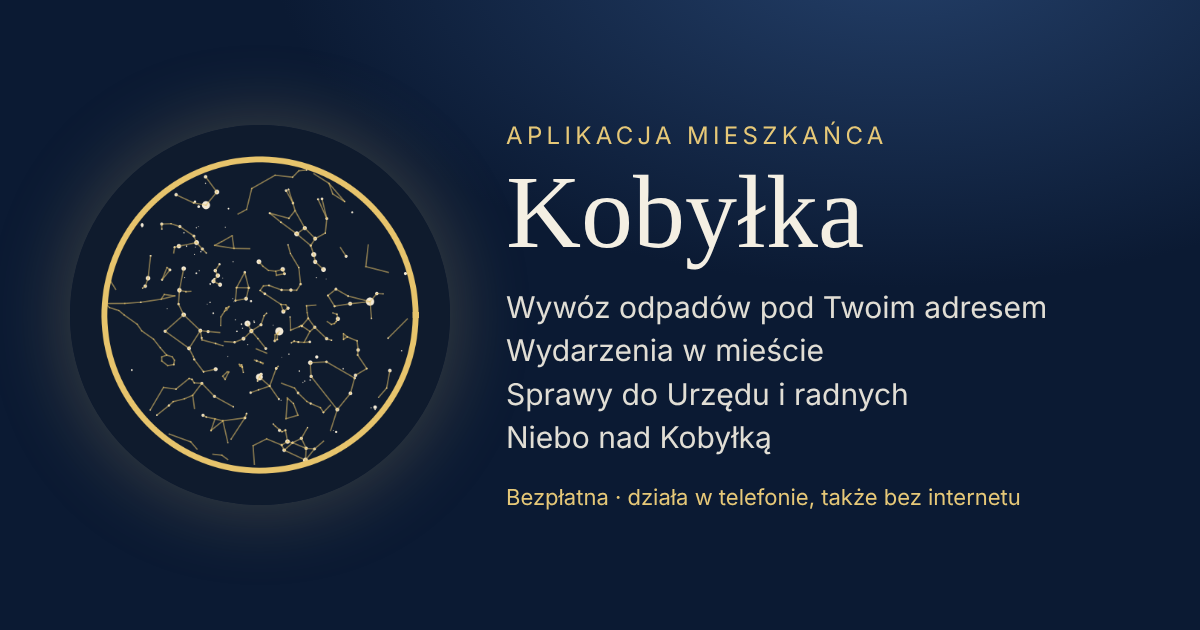 APLIKACJA MIESZKAŃCA
Kobyłka
Wywóz odpadów pod Twoim adresem
Wydarzenia w mieście
Sprawy do Urzędu i radnych
Niebo nad Kobyłką
Bezpłatna · działa w telefonie, także bez internetu